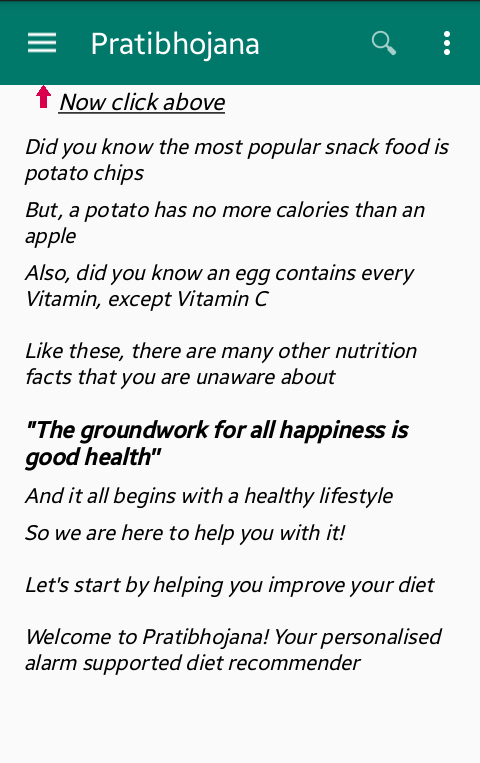 Pratibhojana
Now click above
Did you know the most popular snack food is
potato chips
But, a potato has no more calories than an
apple
Also, did you know an egg contains every
Vitamin, except Vitamin C
Like these, there are many other nutrition
facts that you are unaware about
"The groundwork for all happiness is
good health"
And it all begins with a healthy lifestyle
So we are here to help you with it!
Let's start by helping you improve your diet
Welcome to Pratibhojana! Your personalised
alarm supported diet recommender